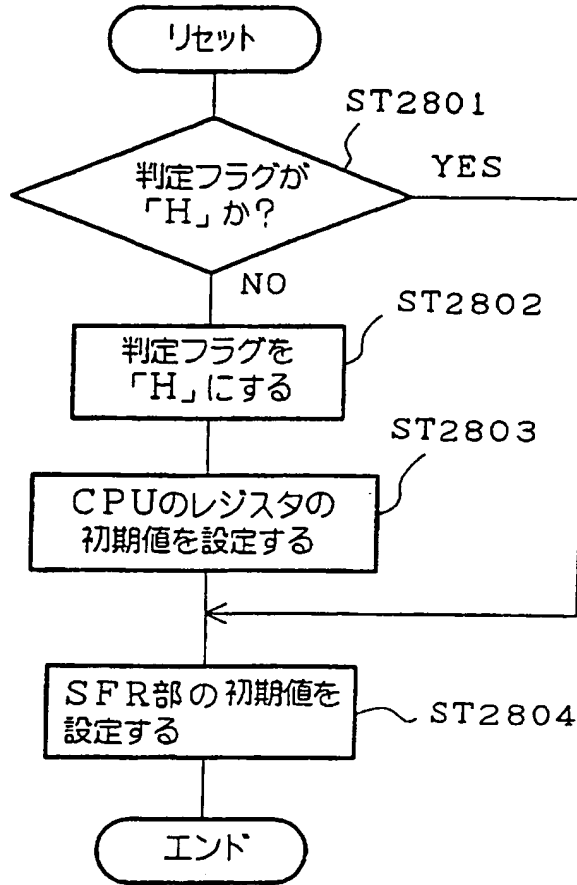 リセット
ST2801
判定フラグが
「H」か?
YES
NO
ST2802
判定フラグを
「H」にする
ST2803
CPUのレジスタの
初期値を設定する
SFR部の初期値を
設定する
ST2804
エンド